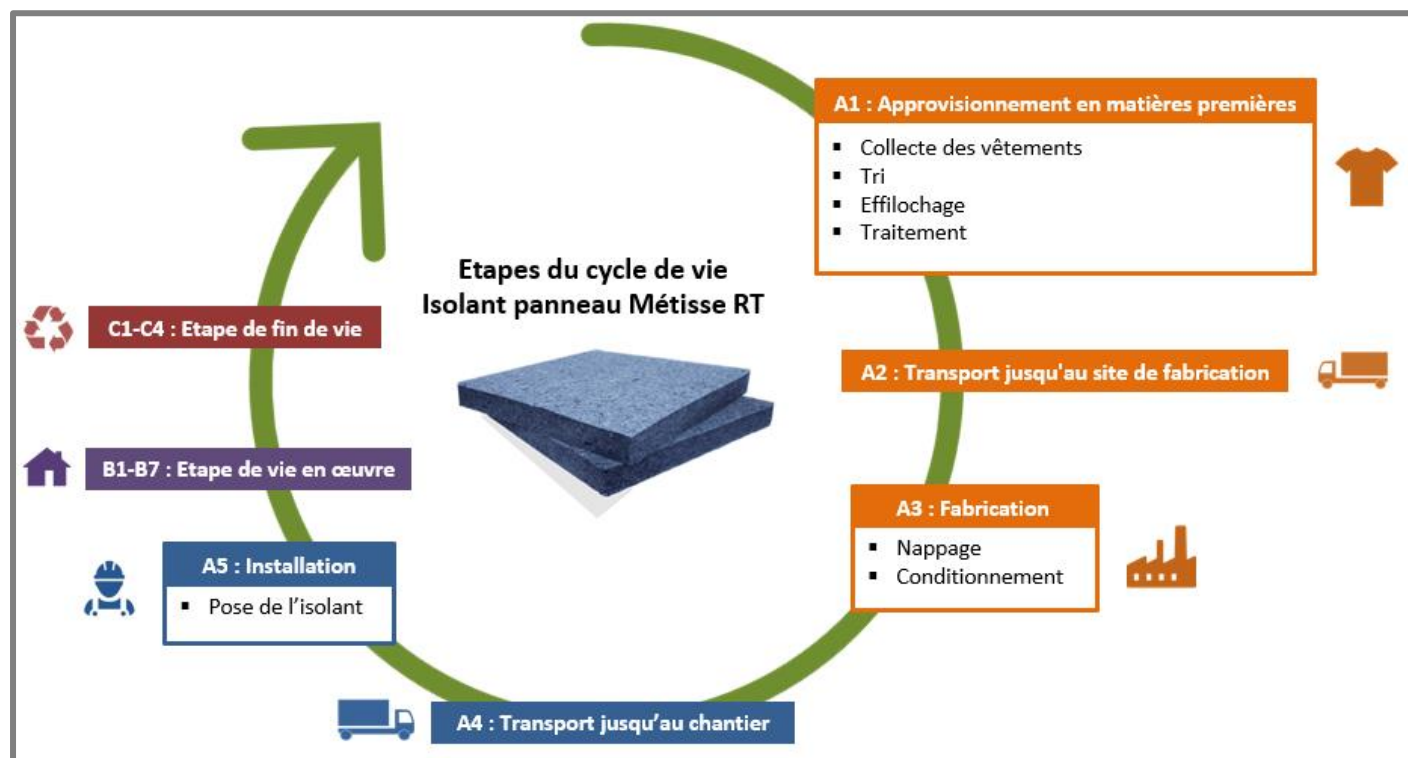 A1 : Approvisionnement en matières premières
▪ Collecte des vêtements
▪ Tri
▪ Effilochage
▪ Traitement
Etapes du cycle de vie
Isolant panneau Métisse RT
A2 : Transport jusqu'au site de fabrication
A3 : Fabrication
▪ Nappage
▪ Conditionnement
A4 : Transport jusqu’au chantier
A5 : Installation
▪ Pose de l’isolant
B1-B7 : Etape de vie en œuvre
C1-C4 : Etape de fin de vie